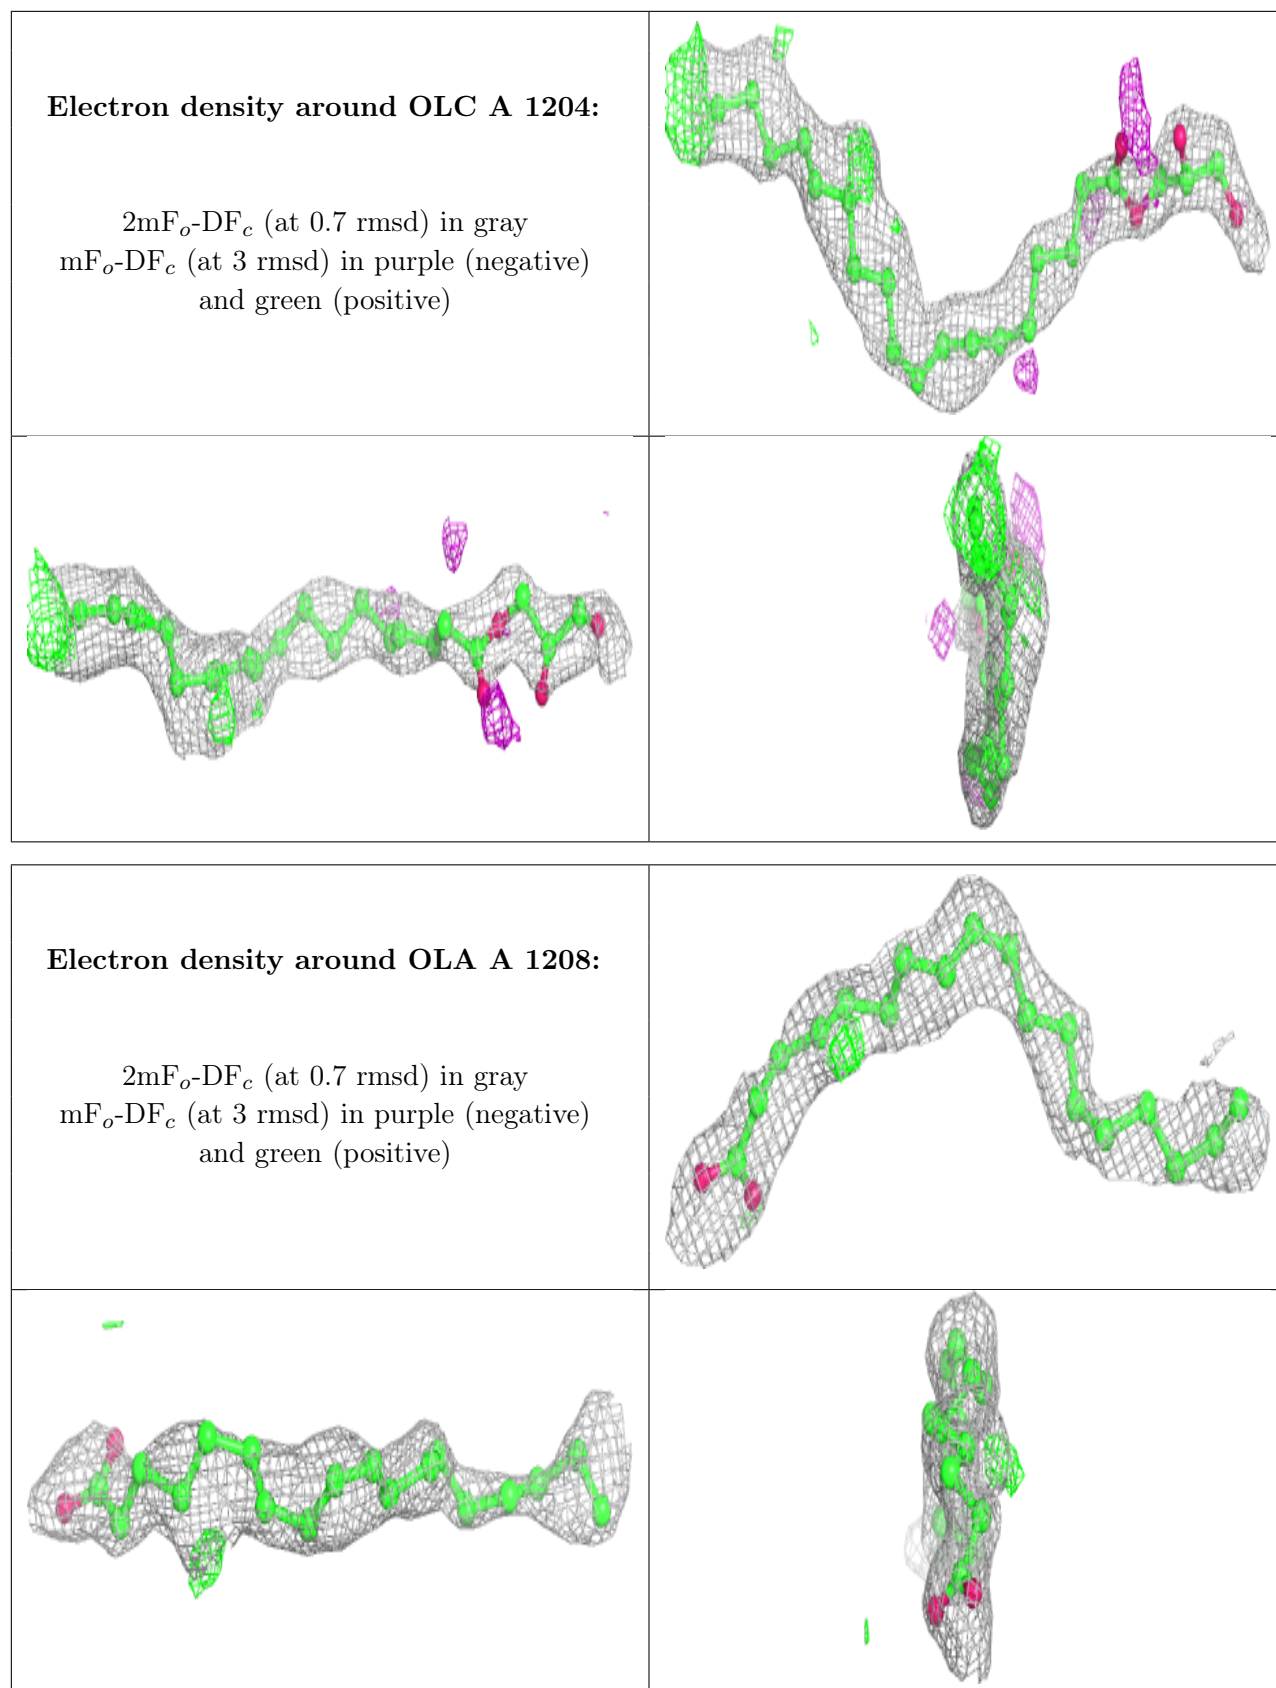 Electron density around OLC A 1204:
2mFo-DFc (at 0.7 rmsd) in gray
mFo-DFc (at 3 rmsd) in purple (negative)
and green (positive)
Electron density around OLA A 1208:
2mFo-DFc (at 0.7 rmsd) in gray
mFo-DFc (at 3 rmsd) in purple (negative)
and green (positive)